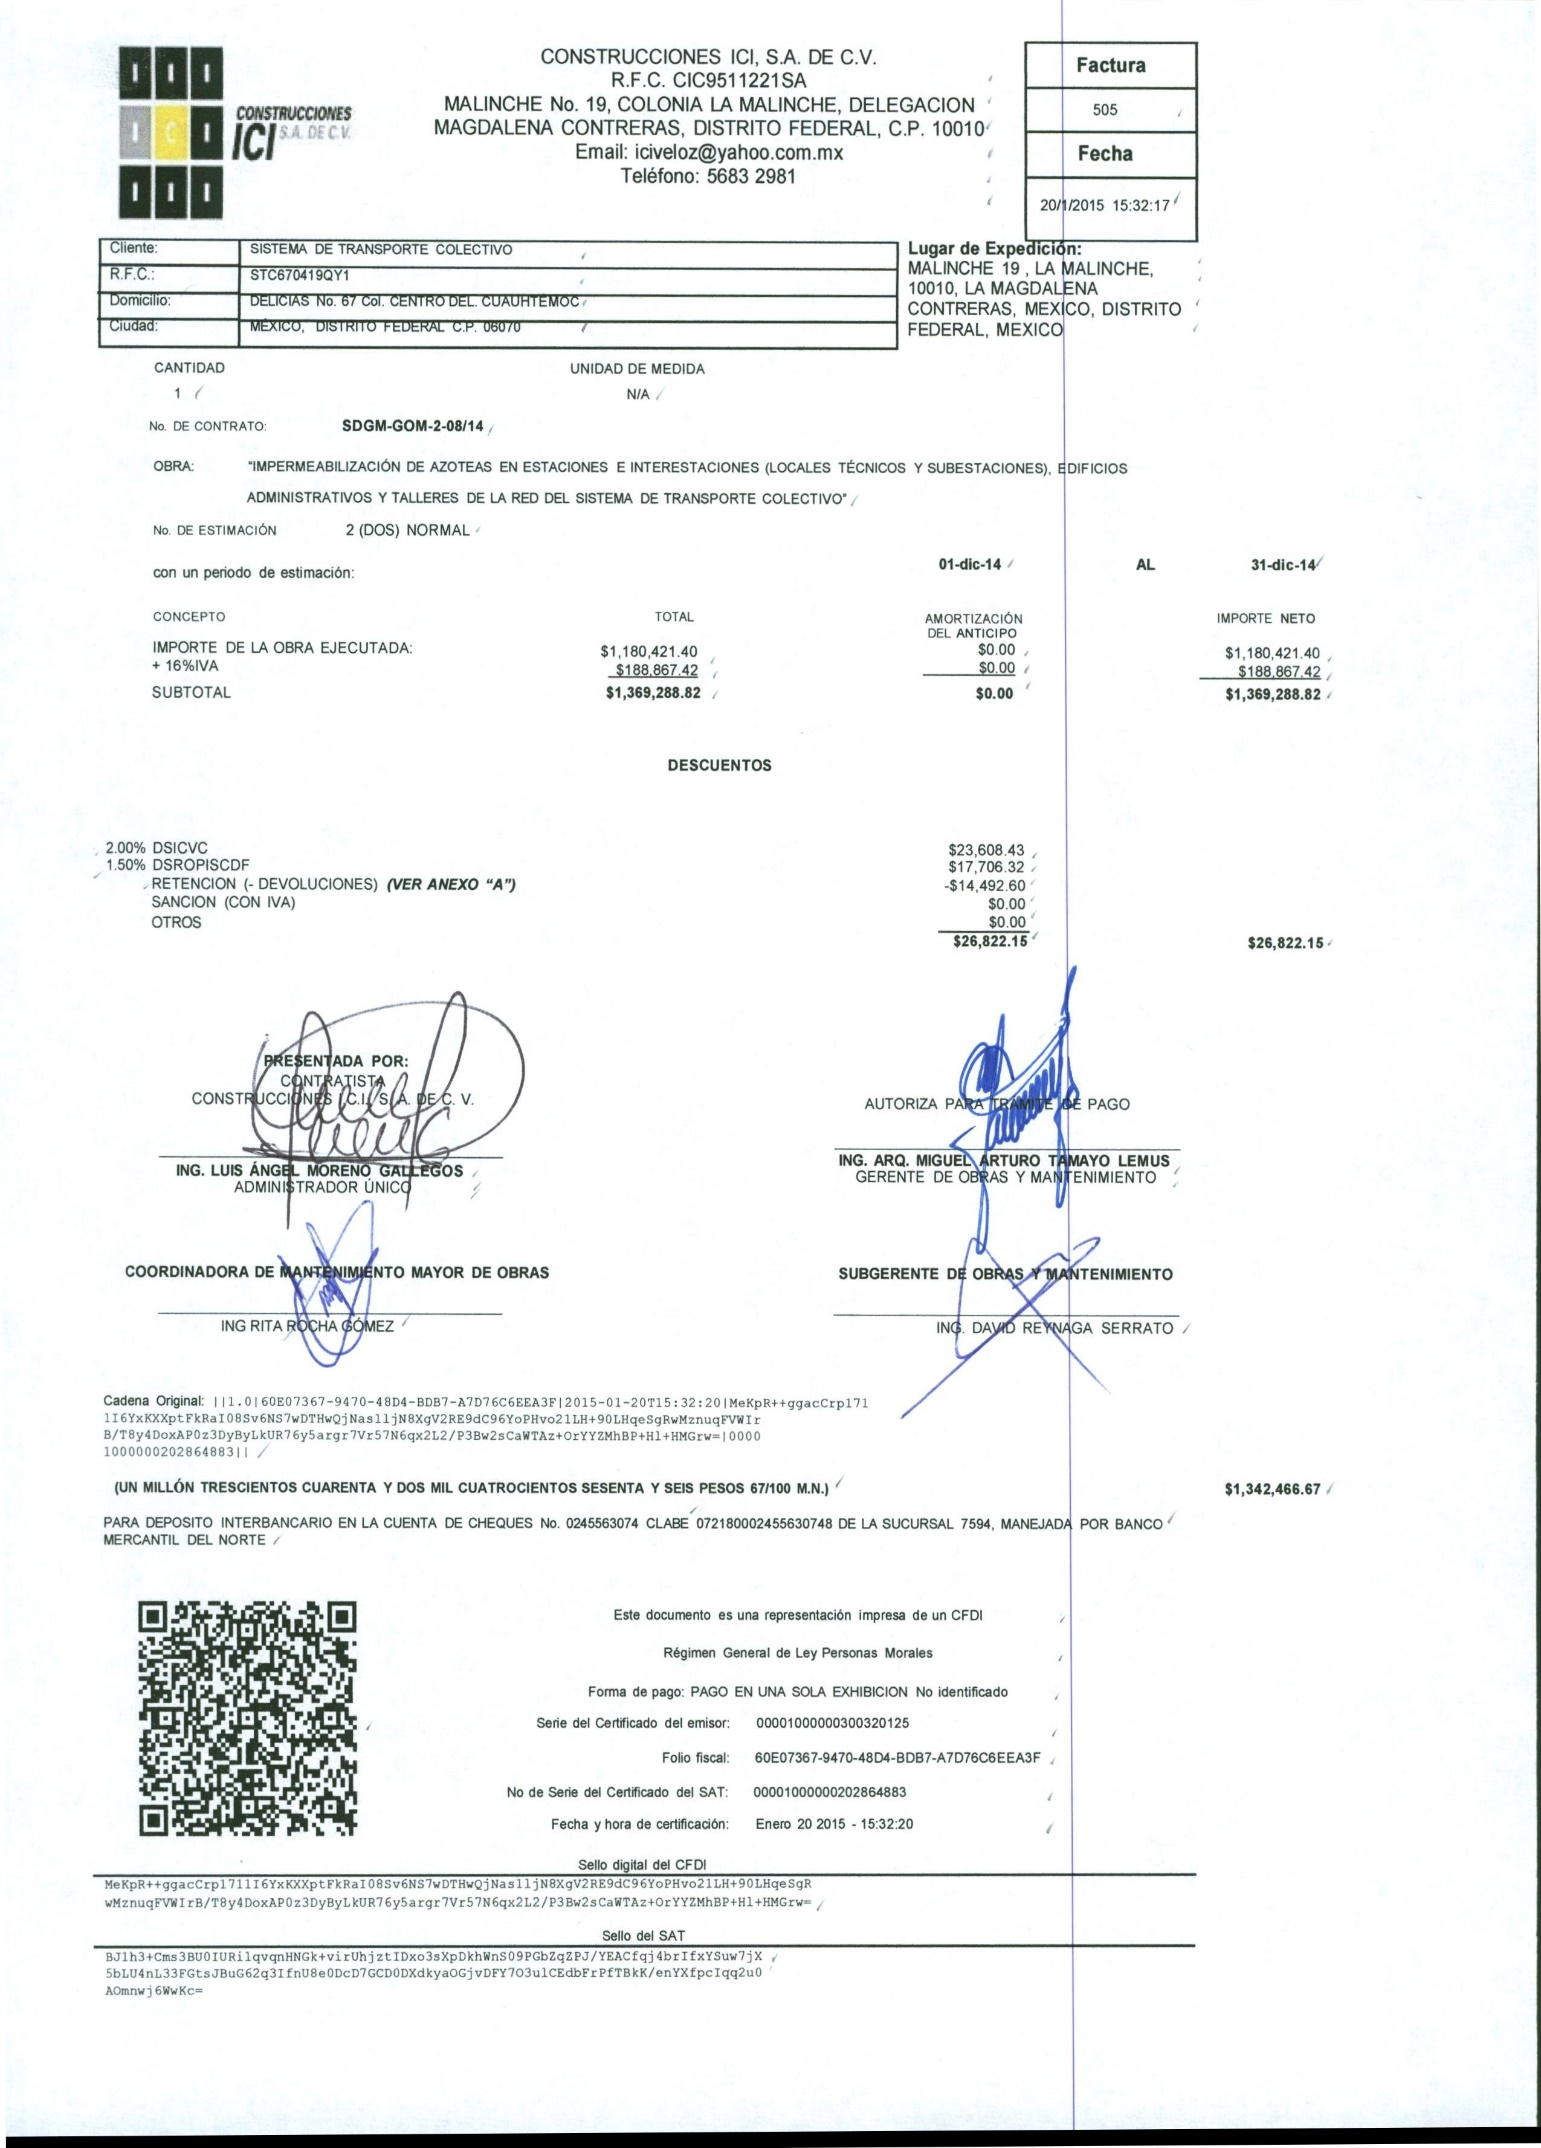 CONSTRUCCIONES
ICI S.A. DE C.V.
I C I
CONSTRUCCIONES ICI, S.A. DE C.V.
R.F.C. CIC9511221SA
MALINCHE No. 19, COLONIA LA MALINCHE, DELEGACION
MAGDALENA CONTRERAS, DISTRITO FEDERAL, C.P. 10010
Email: iciveloz@yahoo.com.mx
Teléfono: 5683 2981
Factura
505
Fecha
20/1/2015 15:32:17
Cliente: SISTEMA DE TRANSPORTE COLECTIVO
R.F.C.: STC670419QY1
Domicilio: DELICIAS No. 67 Col. CENTRO DEL. CUAUHTEMOC
Ciudad: MÉXICO, DISTRITO FEDERAL C.P. 06070
Lugar de Expedición:
MALINCHE 19 , LA MALINCHE,
10010, LA MAGDALENA
CONTRERAS, MEXICO, DISTRITO
FEDERAL, MEXICO
CANTIDAD UNIDAD DE MEDIDA
1 N/A
No. DE CONTRATO: SDGM-GOM-2-08/14
OBRA: "IMPERMEABILIZACIÓN DE AZOTEAS EN ESTACIONES E INTERESTACIONES (LOCALES TÉCNICOS Y SUBESTACIONES), EDIFICIOS
ADMINISTRATIVOS Y TALLERES DE LA RED DEL SISTEMA DE TRANSPORTE COLECTIVO"
No. DE ESTIMACIÓN 2 (DOS) NORMAL
con un periodo de estimación: 01-dic-14 AL 31-dic-14
CONCEPTO TOTAL AMORTIZACIÓN DEL ANTICIPO IMPORTE NETO
IMPORTE DE LA OBRA EJECUTADA: $1,180,421.40 $0.00 $1,180,421.40
+ 16%IVA $188,867.42 $0.00 $188,867.42
SUBTOTAL $1,369,288.82 $0.00 $1,369,288.82
DESCUENTOS
2.00% DSICVC $23,608.43
1.50% DSROPISCDF $17,706.32
RETENCION (- DEVOLUCIONES) (VER ANEXO "A") -$14,492.60
SANCION (CON IVA) $0.00
OTROS $0.00
$26,822.15 $26,822.15
PRESENTADA POR:
CONTRATISTA
CONSTRUCCIONES I.C.I., S. A. DE C. V.
ING. LUIS ÁNGEL MORENO GALLEGOS
ADMINISTRADOR ÚNICO
AUTORIZA PARA TRÁMITE DE PAGO
ING. ARQ. MIGUEL ARTURO TAMAYO LEMUS
GERENTE DE OBRAS Y MANTENIMIENTO
COORDINADORA DE MANTENIMIENTO MAYOR DE OBRAS
ING RITA ROCHA GÓMEZ
SUBGERENTE DE OBRAS Y MANTENIMIENTO
ING. DAVID REYNAGA SERRATO
Cadena Original: ||1.0|60E07367-9470-48D4-BDB7-A7D76C6EEA3F|2015-01-20T15:32:20|MeKpR++ggacCrp171
1I6YxKXXptFkRaI08Sv6NS7wDTHwQjNas1ljN8XgV2RE9dC96YoPHvo21LH+90LHqeSgRwMznuqFVWIr
B/T8y4DoxAP0z3DyByLkUR76y5argr7Vr57N6qx2L2/P3Bw2sCaWTAz+OrYYZMhBP+Hl+HMGrw=|0000
1000000202864883||
(UN MILLÓN TRESCIENTOS CUARENTA Y DOS MIL CUATROCIENTOS SESENTA Y SEIS PESOS 67/100 M.N.) $1,342,466.67
PARA DEPOSITO INTERBANCARIO EN LA CUENTA DE CHEQUES No. 0245563074 CLABE 072180002455630748 DE LA SUCURSAL 7594, MANEJADA POR BANCO
MERCANTIL DEL NORTE
Este documento es una representación impresa de un CFDI
Régimen General de Ley Personas Morales
Forma de pago: PAGO EN UNA SOLA EXHIBICION No identificado
Serie del Certificado del emisor: 00001000000300320125
Folio fiscal: 60E07367-9470-48D4-BDB7-A7D76C6EEA3F
No de Serie del Certificado del SAT: 00001000000202864883
Fecha y hora de certificación: Enero 20 2015 - 15:32:20
Sello digital del CFDI
MeKpR++ggacCrp1711I6YxKXXptFkRaI08Sv6NS7wDTHwQjNas1ljN8XgV2RE9dC96YoPHvo21LH+90LHqeSgR
wMznuqFVWIrB/T8y4DoxAP0z3DyByLkUR76y5argr7Vr57N6qx2L2/P3Bw2sCaWTAz+OrYYZMhBP+Hl+HMGrw=
Sello del SAT
BJ1h3+Cms3BU0IURilqvqnHNGk+virUhjztIDxo3sXpDkhWnS09PGbZqZPJ/YEACfqj4brIfxYSuw7jX
5bLU4nL33FGtsJBuG62q3IfnU8e0DcD7GCD0DXdkyaOGjvDFY7O3ulCEdbFrPfTBkK/enYXfpcIqq2u0
AOmnwj6WwKc=